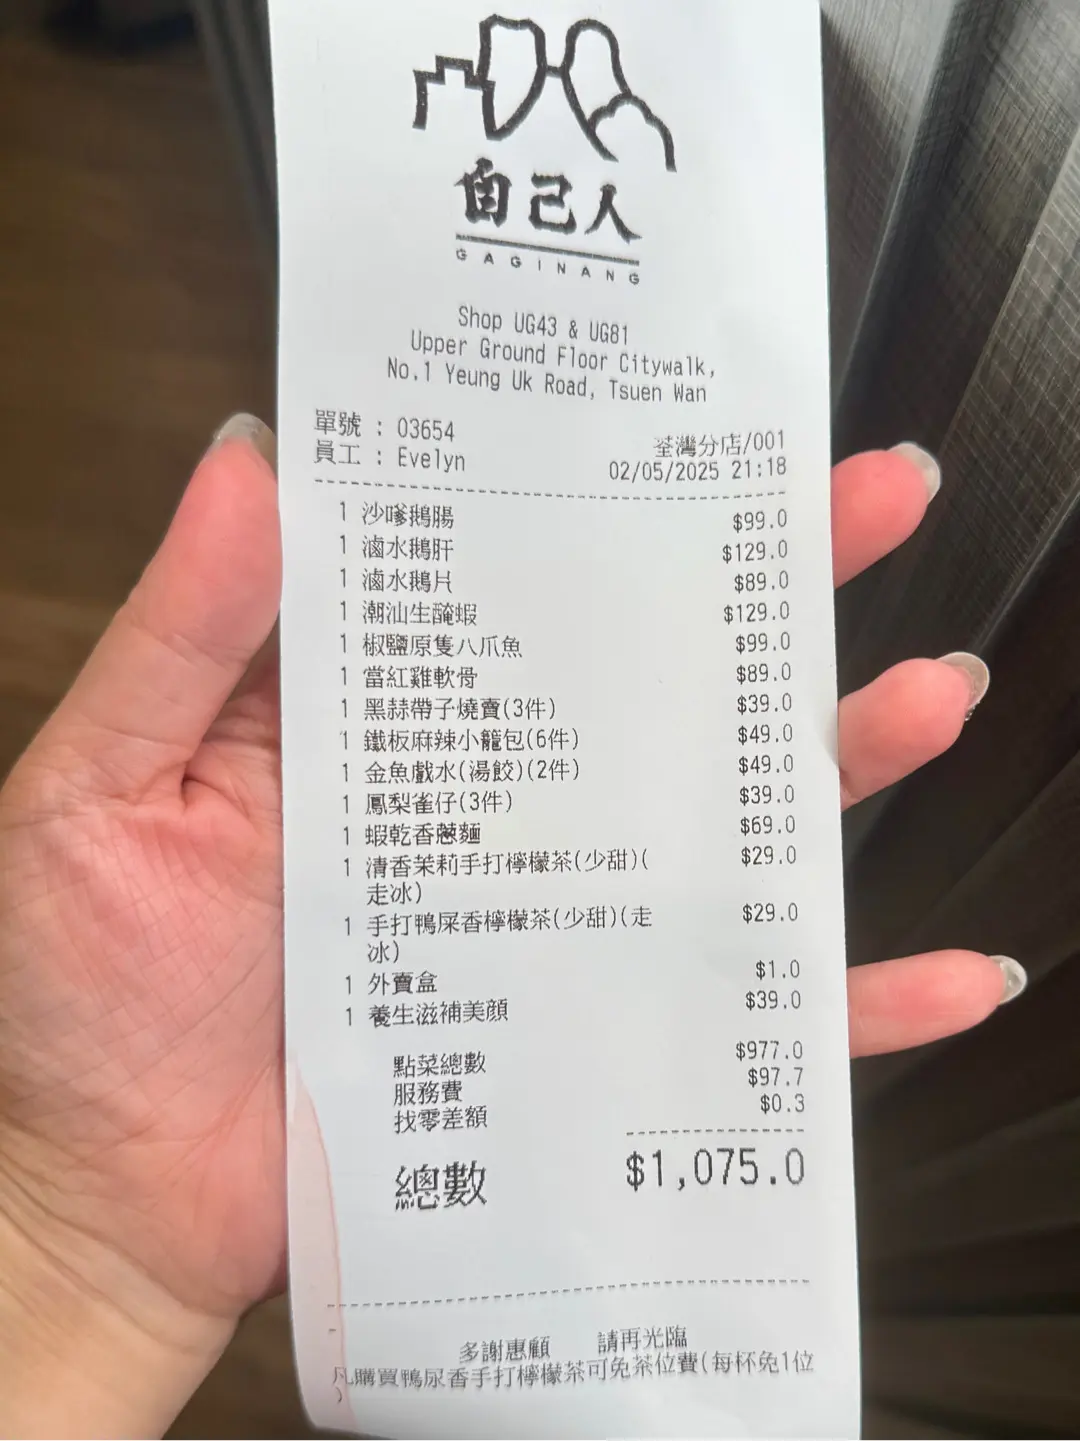 自己人
GAGINANG
Shop UG43 & UG81
Upper Ground Floor Citywalk,
No.1 Yeung Uk Road, Tsuen Wan
單號 : 03654
荃灣分店/001
員工 : Evelyn
02/05/2025 21:18
1 沙嗲鵝腸 $99.0
1 滷水鵝肝 $129.0
1 滷水鵝片 $89.0
1 潮汕生醃蝦 $129.0
1 椒鹽原隻八爪魚 $99.0
1 當紅雞軟骨 $89.0
1 黑蒜帶子燒賣(3件) $39.0
1 鐵板麻辣小籠包(6件) $49.0
1 金魚戲水(湯餃)(2件) $49.0
1 鳳梨雀仔(3件) $39.0
1 蝦乾香蔥麵 $69.0
1 清香茉莉手打檸檬茶(少甜)( $29.0
走冰)
1 手打鴨屎香檸檬茶(少甜)(走 $29.0
冰)
1 外賣盒 $1.0
1 養生滋補美顏 $39.0
點菜總數 $977.0
服務費 $97.7
找零差額 $0.3
總數 $1,075.0
多謝惠顧 請再光臨
凡購買鴨尿香手打檸檬茶可免茶位費(每杯免1位
)